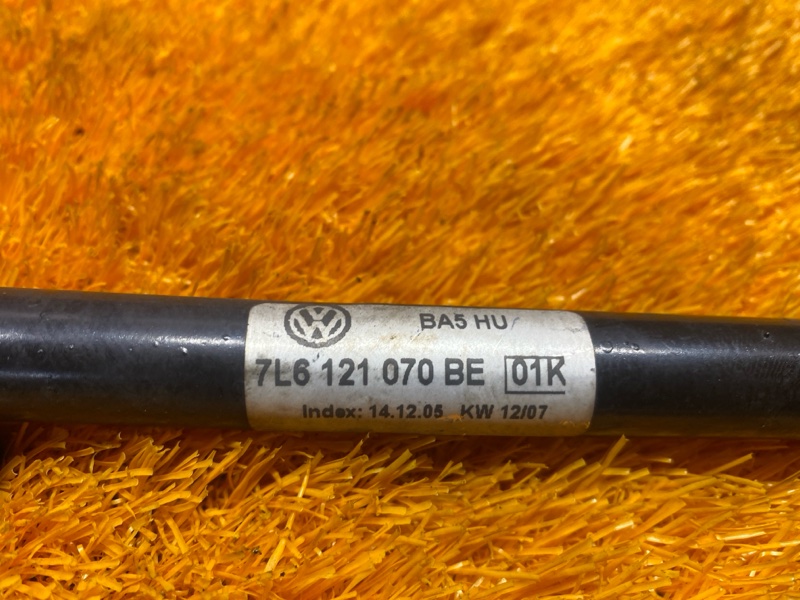 BA5 HU
7L6 121 070 BE 01K
Index: 14.12.05 KW 12/07